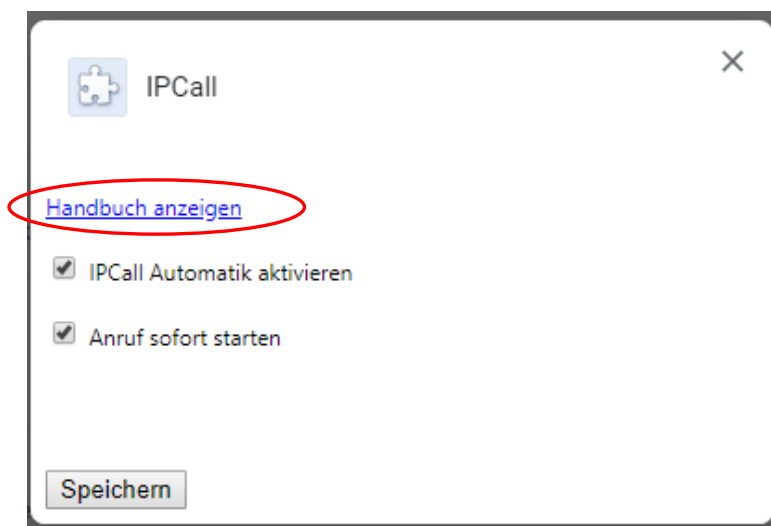 IPCall
Handbuch anzeigen
IPCall Automatik aktivieren
Anruf sofort starten
Speichern